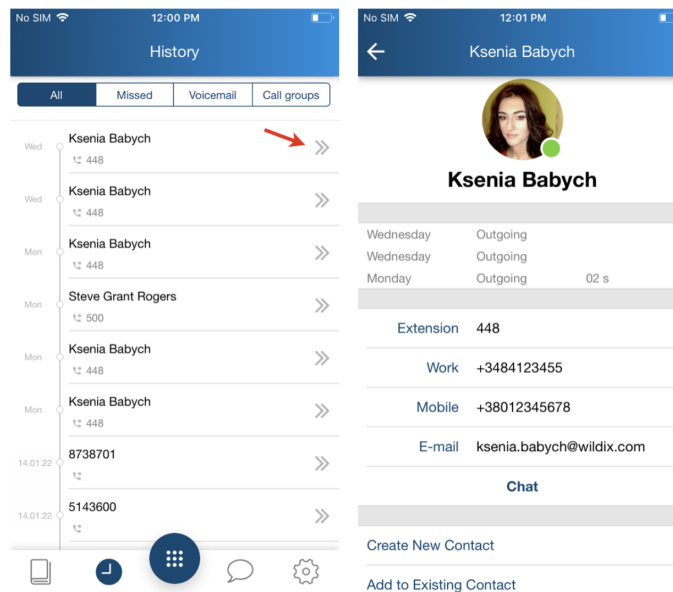 No SIM 12:00 PM
History
All Missed Voicemail Call groups
Wed Ksenia Babych
448
Wed Ksenia Babych
448
Mon Ksenia Babych
448
Mon Steve Grant Rogers
500
Mon Ksenia Babych
448
Mon Ksenia Babych
448
14.01.22 8738701
14.01.22 5143600
No SIM 12:01 PM
Ksenia Babych
Ksenia Babych
Wednesday Outgoing
Wednesday Outgoing
Monday Outgoing 02 s
Extension 448
Work +3484123455
Mobile +38012345678
E-mail ksenia.babych@wildix.com
Chat
Create New Contact
Add to Existing Contact